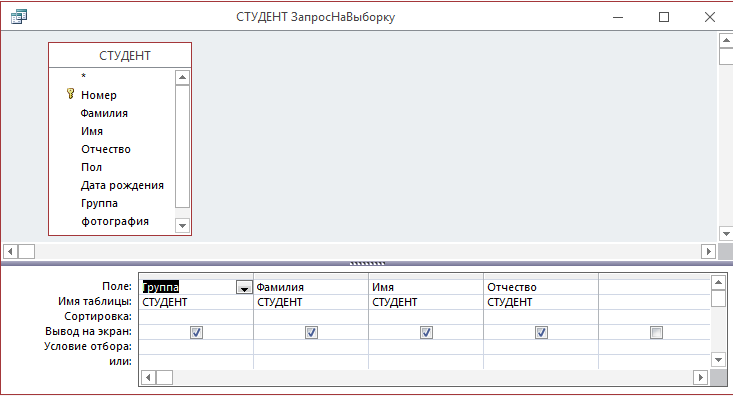 СТУДЕНТ ЗапросНаВыборку
СТУДЕНТ
*
Номер
Фамилия
Имя
Отчество
Пол
Дата рождения
Группа
фотография
Поле: Группа Фамилия Имя Отчество
Имя таблицы: СТУДЕНТ СТУДЕНТ СТУДЕНТ СТУДЕНТ
Сортировка:
Вывод на экран:
Условие отбора:
или: